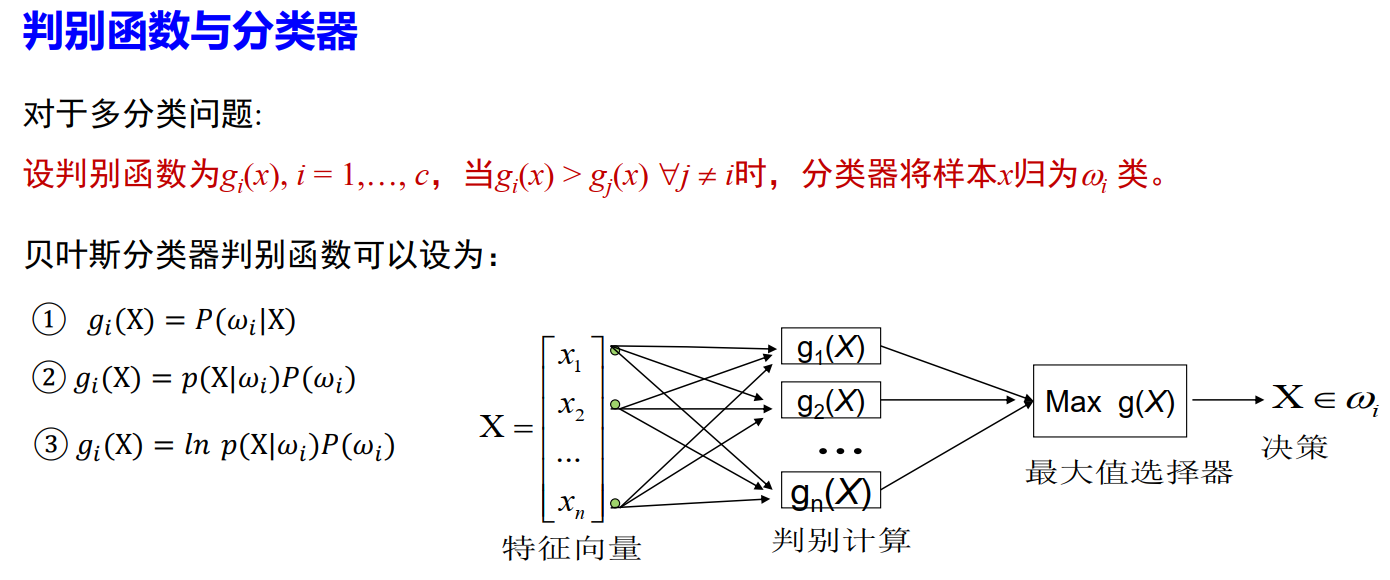 判别函数与分类器
对于多分类问题:
设判别函数为gᵢ(x), i = 1,…, c，当gᵢ(x) > gⱼ(x) ∀j ≠ i时，分类器将样本x归为ωᵢ 类。
贝叶斯分类器判别函数可以设为：
① gᵢ(X) = P(ωᵢ|X)
② gᵢ(X) = p(X|ωᵢ)P(ωᵢ)
③ gᵢ(X) = ln p(X|ωᵢ)P(ωᵢ)
X =
x₁
x₂
...
xₙ
特征向量
g₁(X)
g₂(X)
•••
gₙ(X)
判别计算
Max g(X)
最大值选择器
X ∈ ωᵢ
决策